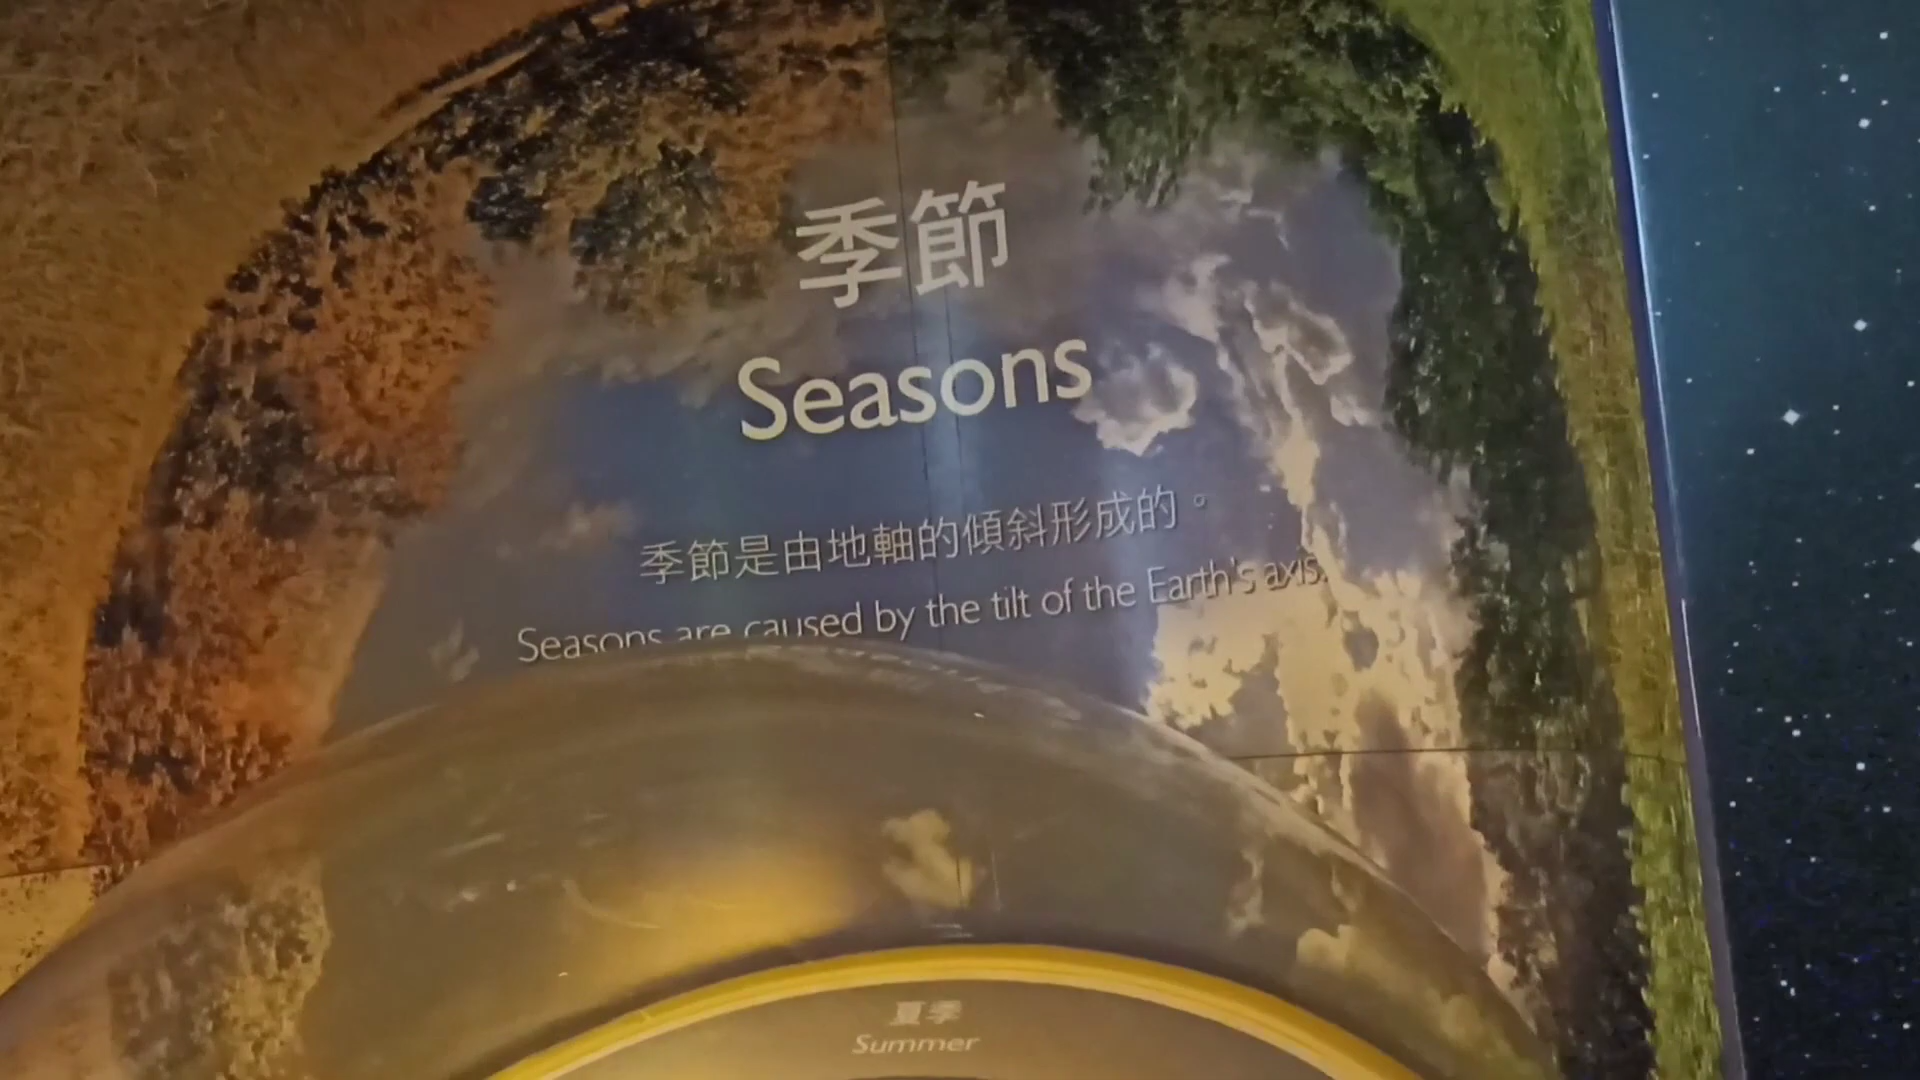 季節
Seasons
季節是由地軸的傾斜形成的。
Seasons are caused by the tilt of the Earth's axis.
夏季
Summer